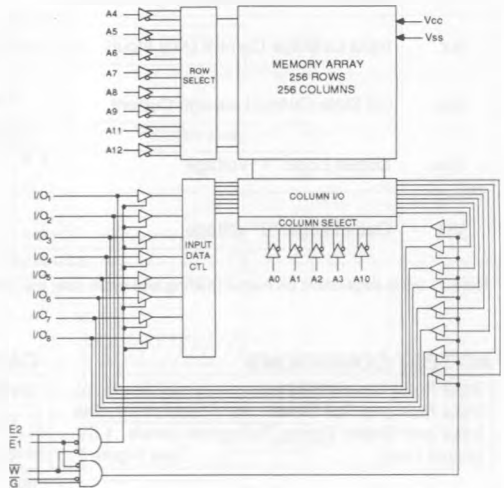 A4
A5
A6
A7
A8
A9
A11
A12
ROW
SELECT
MEMORY ARRAY
256 ROWS
256 COLUMNS
Vcc
Vss
I/O1
I/O2
I/O3
I/O4
I/O5
I/O6
I/O7
I/O8
INPUT
DATA
CTL
COLUMN I/O
COLUMN SELECT
A0 A1 A2 A3 A10
E2
E1
W
G